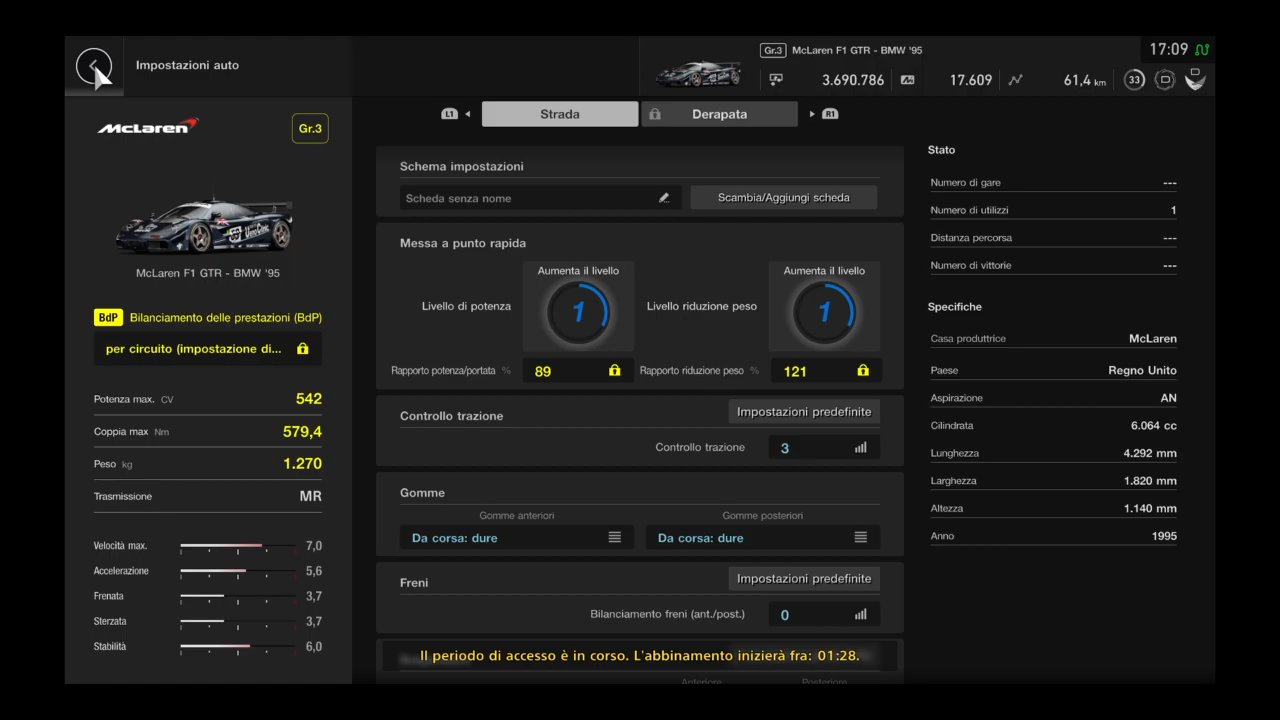 Impostazioni auto
Gr.3 McLaren F1 GTR - BMW '95
17:09
3.690.786 17.609 61,4 km 33 D
McLaren
Gr.3
McLaren F1 GTR - BMW '95
BdP Bilanciamento delle prestazioni (BdP)
per circuito (impostazione di...
Potenza max. CV 542
Coppia max Nm 579,4
Peso kg 1.270
Trasmissione MR
Velocità max. 7,0
Accelerazione 5,6
Frenata 3,7
Sterzata 3,7
Stabilità 6,0
L1 Strada Derapata R1
Schema impostazioni
Scheda senza nome Scambia/Aggiungi scheda
Messa a punto rapida
Aumenta il livello Aumenta il livello
Livello di potenza 1 Livello riduzione peso 1
Rapporto potenza/portata % 89 Rapporto riduzione peso % 121
Controllo trazione Impostazioni predefinite
Controllo trazione 3
Gomme
Gomme anteriori Gomme posteriori
Da corsa: dure Da corsa: dure
Freni Impostazioni predefinite
Bilanciamento freni (ant./post.) 0
Il periodo di accesso è in corso. L'abbinamento inizierà fra: 01:28.
Anteriore Posteriore
Stato
Numero di gare ---
Numero di utilizzi 1
Distanza percorsa ---
Numero di vittorie ---
Specifiche
Casa produttrice McLaren
Paese Regno Unito
Aspirazione AN
Cilindrata 6.064 cc
Lunghezza 4.292 mm
Larghezza 1.820 mm
Altezza 1.140 mm
Anno 1995